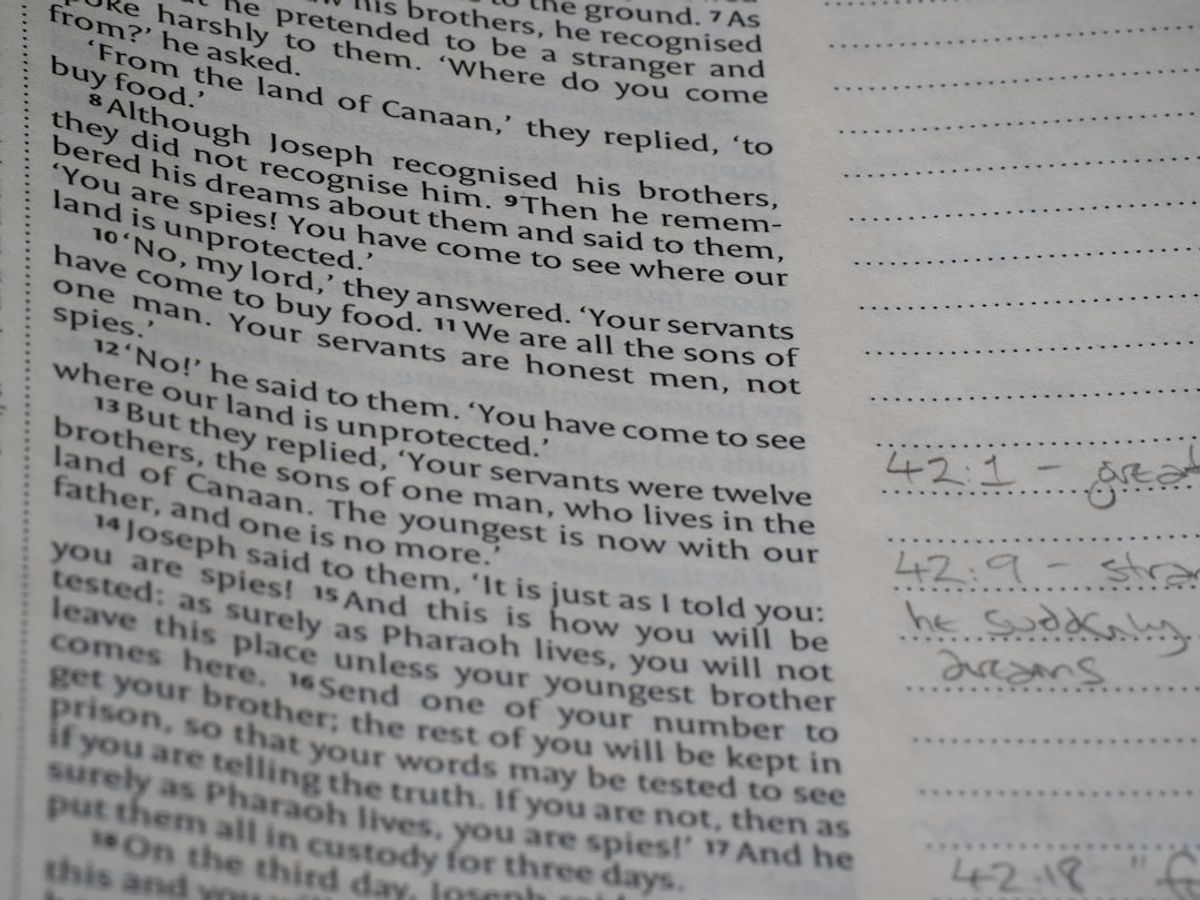 to the ground. 7 As
his brothers, he recognised
he pretended to be a stranger and
harshly to them. ‘Where do you come
from?’ he asked.
‘From the land of Canaan,’ they replied, ‘to
buy food.’
8 Although Joseph recognised his brothers,
they did not recognise him. 9 Then he remem-
bered his dreams about them and said to them,
‘You are spies! You have come to see where our
land is unprotected.’
10 ‘No, my lord,’ they answered. ‘Your servants
have come to buy food. 11 We are all the sons of
one man. Your servants are honest men, not
spies.’
12 ‘No!’ he said to them. ‘You have come to see
where our land is unprotected.’
13 But they replied, ‘Your servants were twelve
brothers, the sons of one man, who lives in the
land of Canaan. The youngest is now with our
father, and one is no more.’
14 Joseph said to them, ‘It is just as I told you:
you are spies! 15 And this is how you will be
tested: as surely as Pharaoh lives, you will not
leave this place unless your youngest brother
comes here. 16 Send one of your number to
get your brother; the rest of you will be kept in
prison, so that your words may be tested to see
if you are telling the truth. If you are not, then as
surely as Pharaoh lives, you are spies!’ 17 And he
put them all in custody for three days.
18 On the third day, Joseph
this and you
42:1 - great
42:9 -
he suddenly
dreams
42:18